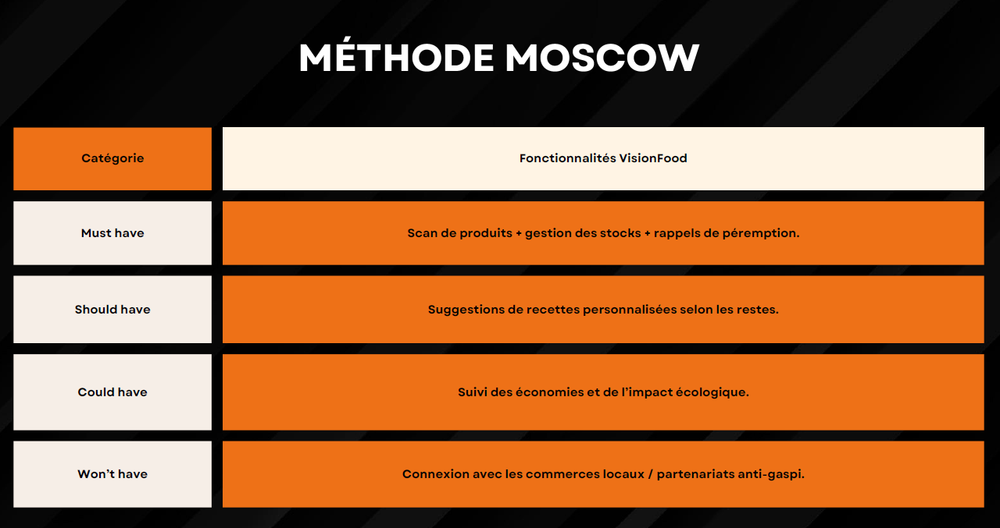 MÉTHODE MOSCOW
Catégorie
Fonctionnalités VisionFood
Must have
Scan de produits + gestion des stocks + rappels de péremption.
Should have
Suggestions de recettes personnalisées selon les restes.
Could have
Suivi des économies et de l’impact écologique.
Won’t have
Connexion avec les commerces locaux / partenariats anti-gaspi.